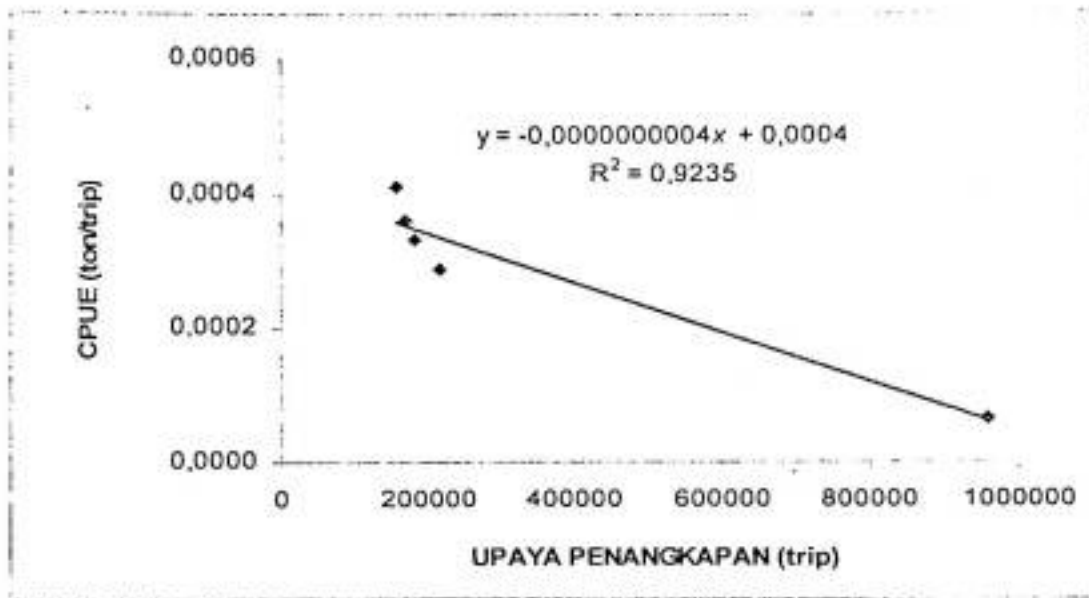 0,0006
y = -0,0000000004x + 0,0004
R² = 0,9235
0,0004
CPUE (ton/trip)
0,0002
0,0000
0 200000 400000 600000 800000 1000000
UPAYA PENANGKAPAN (trip)